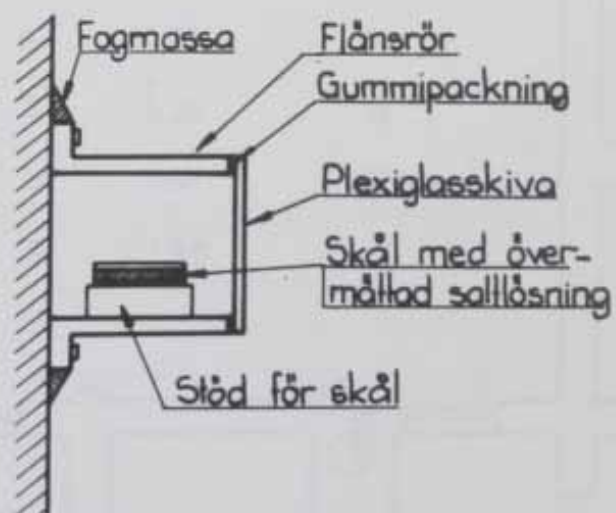 Fogmassa
Flänsrör
Gummipackning
Plexiglasskiva
Skål med över-
mättad saltlösning
Stöd för skål